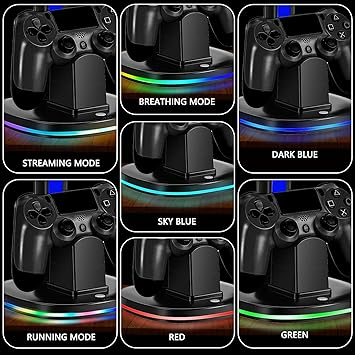 STREAMING MODE
BREATHING MODE
DARK BLUE
SKY BLUE
RUNNING MODE
RED
GREEN